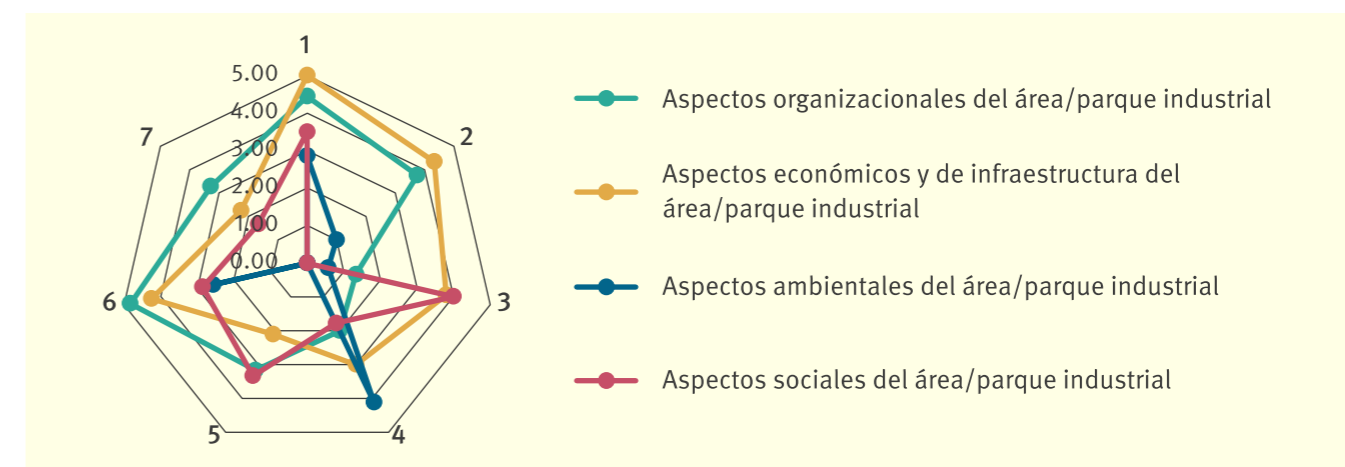 1
5.00
4.00
3.00
2.00
1.00
0.00
2
3
4
5
6
7
Aspectos organizacionales del área/parque industrial
Aspectos económicos y de infraestructura del
área/parque industrial
Aspectos ambientales del área/parque industrial
Aspectos sociales del área/parque industrial